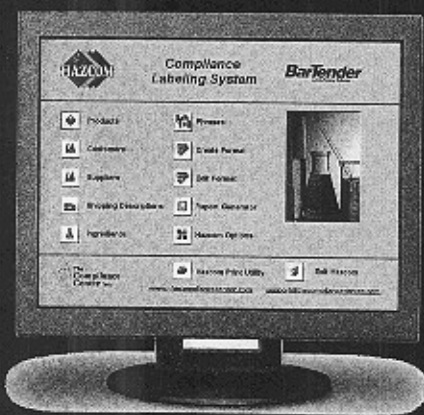 HAZCOM
Compliance
Labeling System
BarTender
Products
Phrases
Customers
Create Format
Suppliers
Edit Format
Shipping Descriptions
Report Generator
Ingredients
Hazcom Options
The
Compliance
Center
Hazcom Print Utility
Exit Hazcom